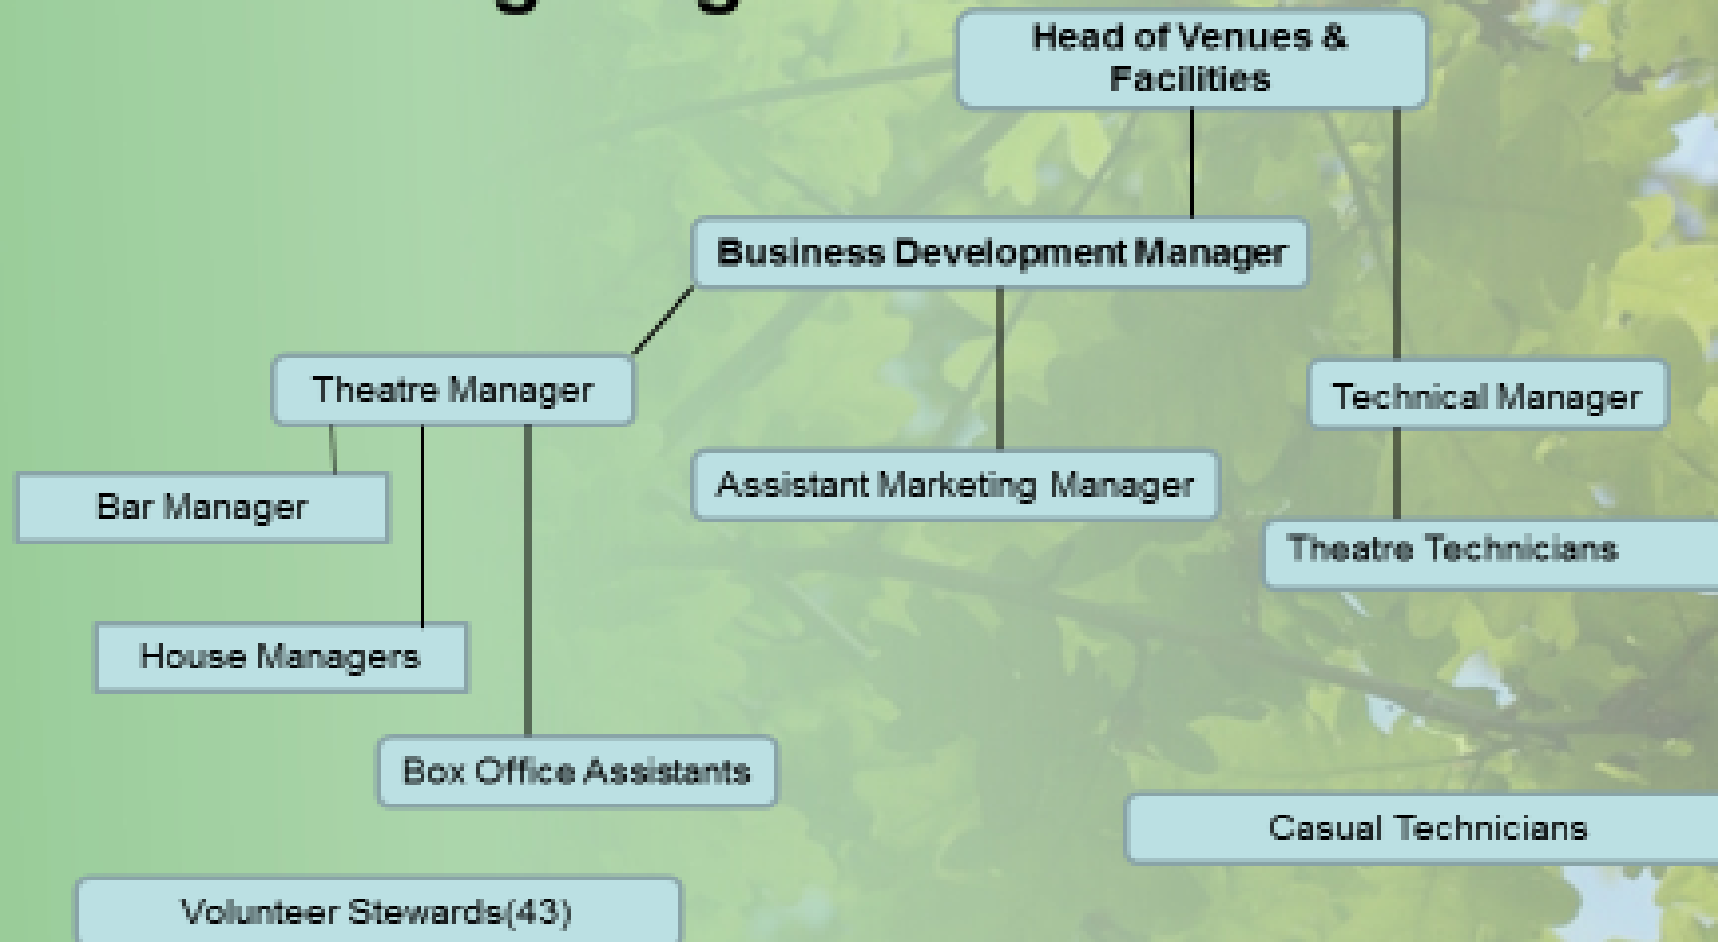 Head of Venues &
Facilities
Business Development Manager
Theatre Manager
Technical Manager
Assistant Marketing Manager
Bar Manager
Theatre Technicians
House Managers
Box Office Assistants
Casual Technicians
Volunteer Stewards(43)